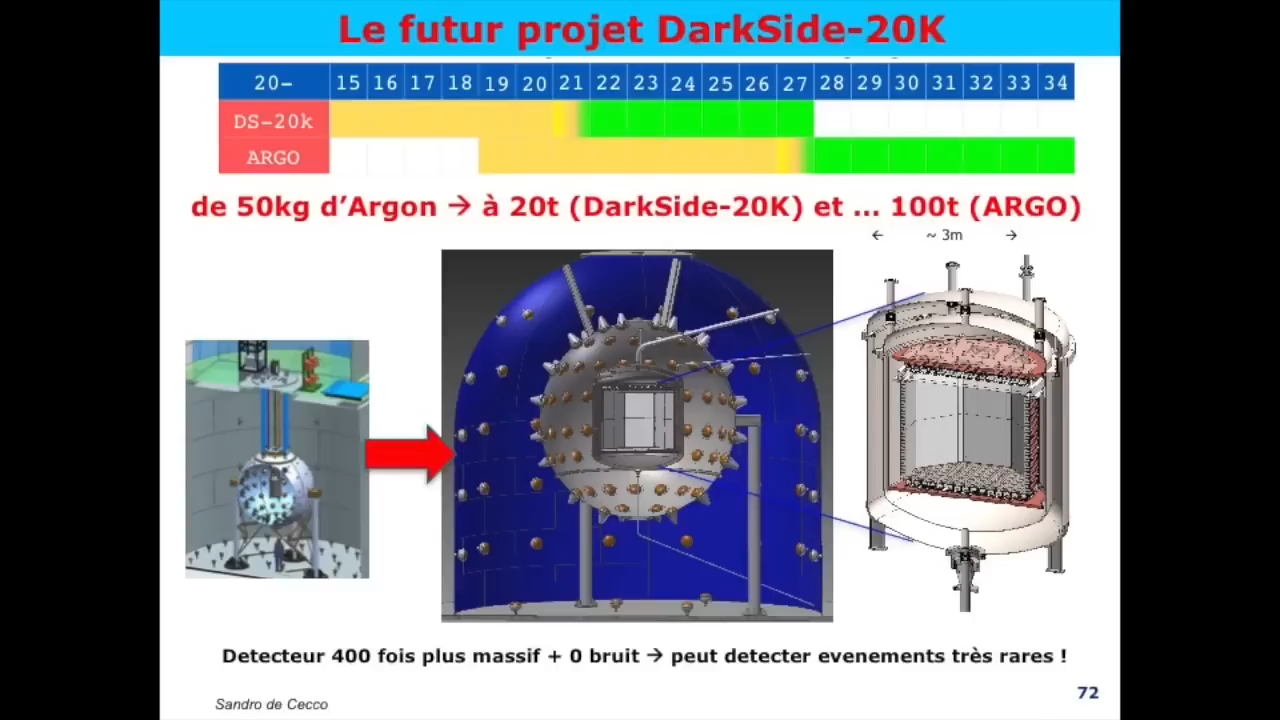 Le futur projet DarkSide-20K
20- 15 16 17 18 19 20 21 22 23 24 25 26 27 28 29 30 31 32 33 34
DS-20k
ARGO
de 50kg d’Argon → à 20t (DarkSide-20K) et ... 100t (ARGO)
← ~ 3m →
Detecteur 400 fois plus massif + 0 bruit → peut detecter evenements très rares !
Sandro de Cecco
72